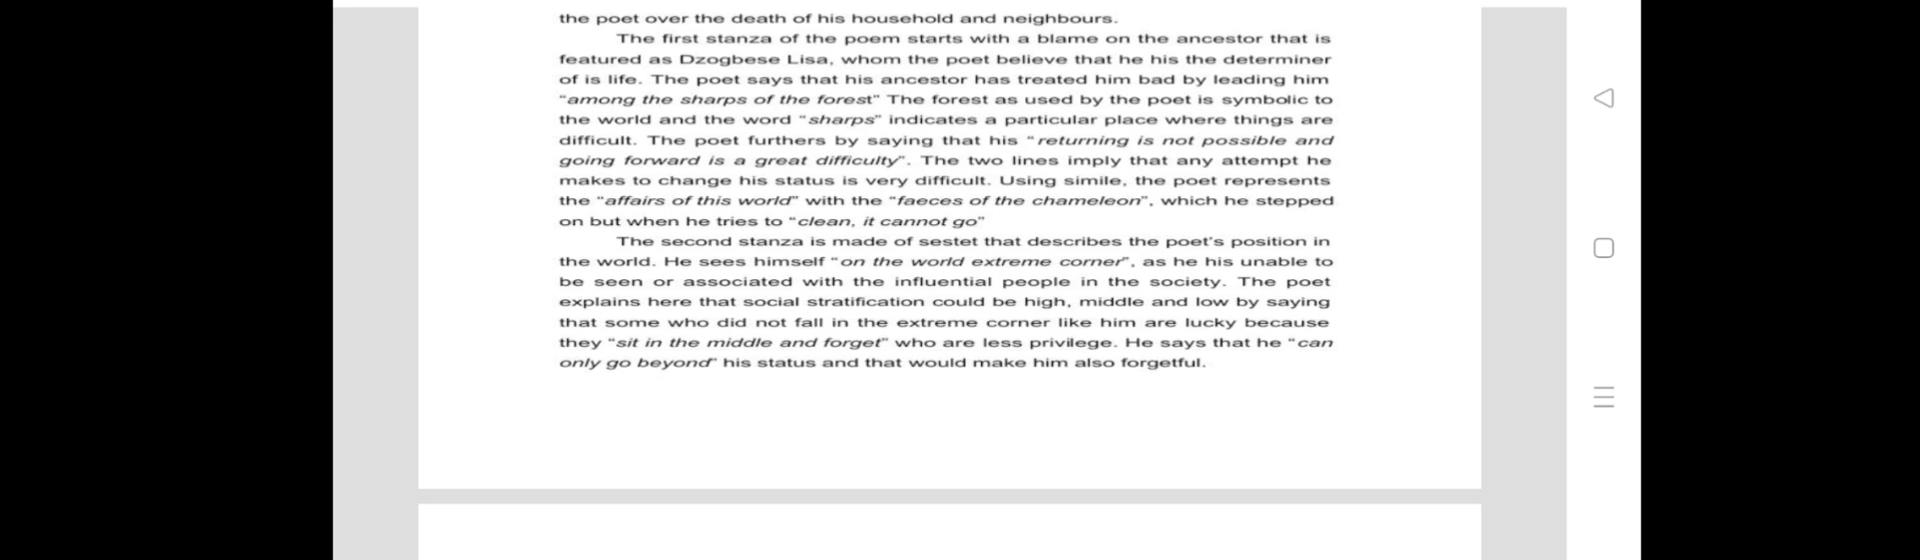 the poet over the death of his household and neighbours.
The first stanza of the poem starts with a blame on the ancestor that is
featured as Dzogbese Lisa, whom the poet believe that he his the determiner
of is life. The poet says that his ancestor has treated him bad by leading him
“among the sharps of the forest” The forest as used by the poet is symbolic to
the world and the word “sharps” indicates a particular place where things are
difficult. The poet furthers by saying that his “returning is not possible and
going forward is a great difficulty”. The two lines imply that any attempt he
makes to change his status is very difficult. Using simile, the poet represents
the “affairs of this world” with the “faeces of the chameleon”, which he stepped
on but when he tries to “clean, it cannot go”
The second stanza is made of sestet that describes the poet’s position in
the world. He sees himself “on the world extreme corner”, as he his unable to
be seen or associated with the influential people in the society. The poet
explains here that social stratification could be high, middle and low by saying
that some who did not fall in the extreme corner like him are lucky because
they “sit in the middle and forget” who are less privilege. He says that he “can
only go beyond” his status and that would make him also forgetful.